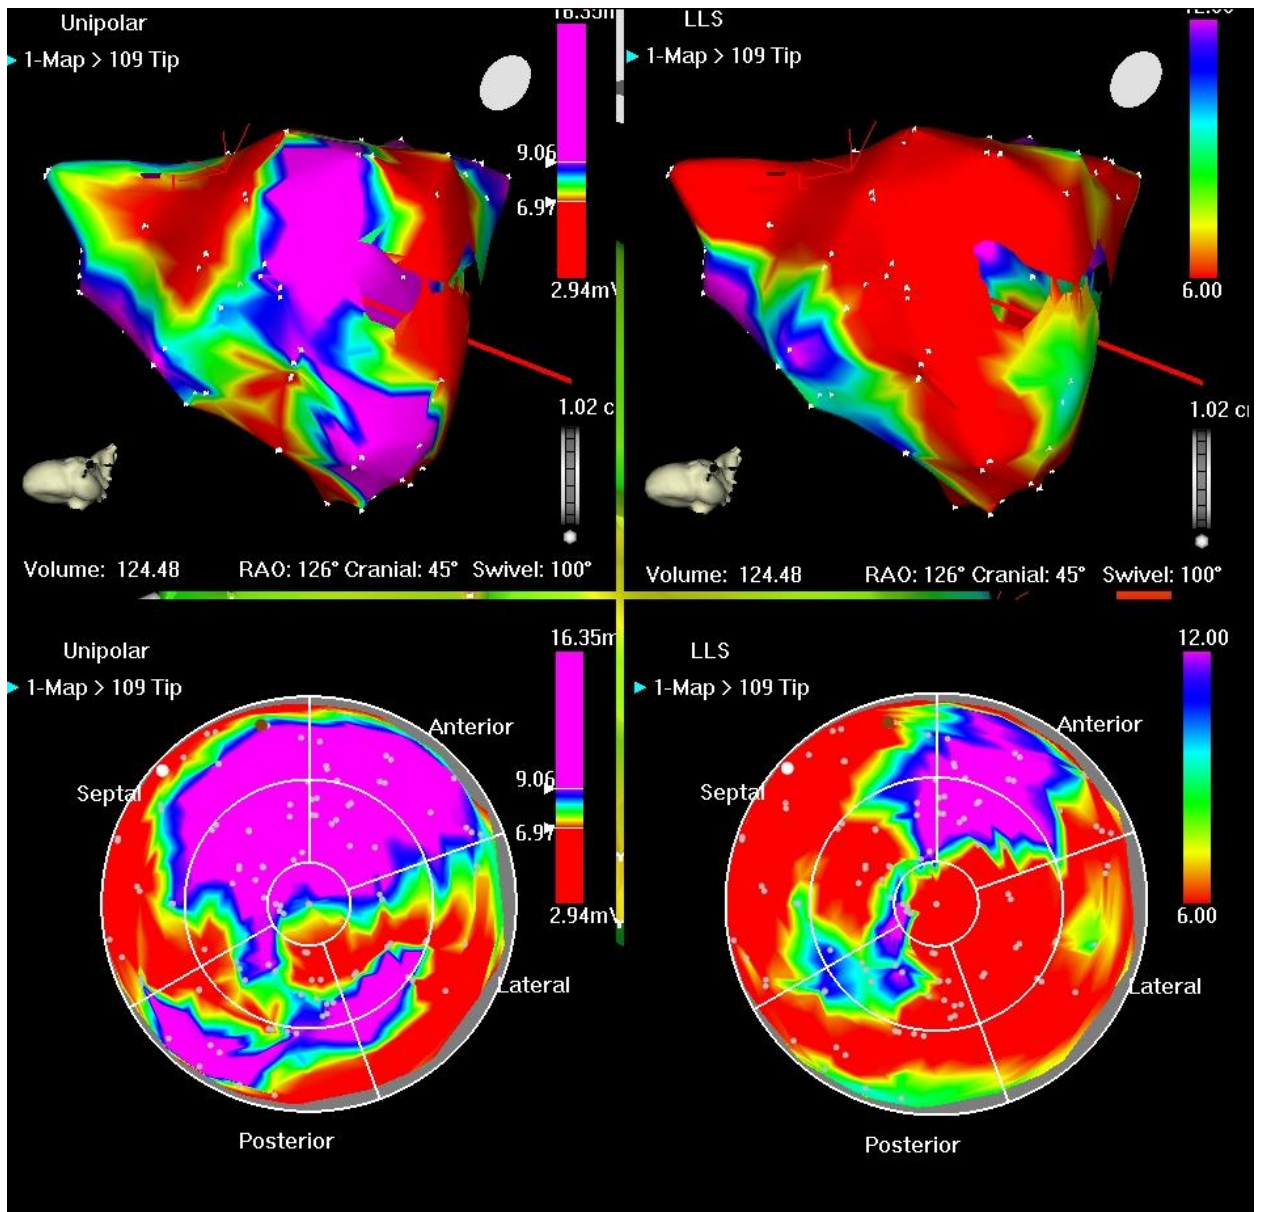 Unipolar
1-Map > 109 Tip
9.06
6.97
2.94mV
1.02 c
Volume: 124.48
RAO: 126° Cranial: 45° Swivel: 100°
LLS
1-Map > 109 Tip
6.00
1.02 c
Volume: 124.48
RAO: 126° Cranial: 45° Swivel: 100°
Unipolar
1-Map > 109 Tip
16.35m
9.06
6.97
2.94mV
Anterior
Septal
Lateral
Posterior
LLS
1-Map > 109 Tip
12.00
6.00
Anterior
Septal
Lateral
Posterior